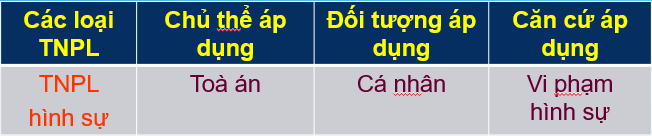 Các loại TNPL
Chủ thể áp dụng
Đối tượng áp dụng
Căn cứ áp dụng
TNPL hình sự
Toà án
Cá nhân
Vi phạm hình sự